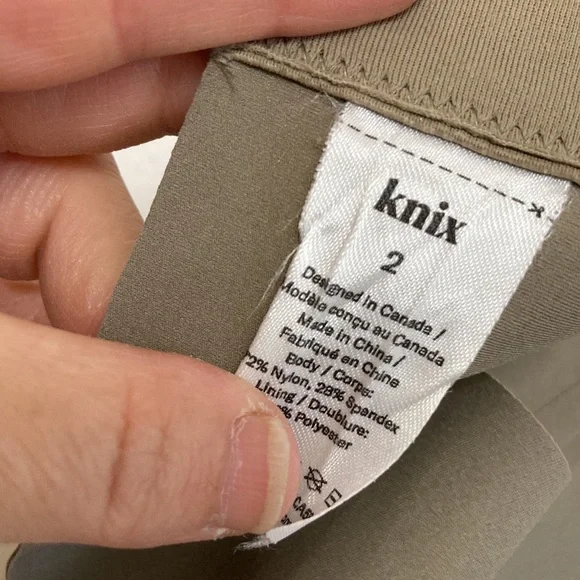 knix
2
Designed in Canada /
Modèle conçu au Canada
Made in China /
Fabriqué en Chine
Body / Corps:
2% Nylon, 28% Spandex
Lining / Doublure:
% Polyester